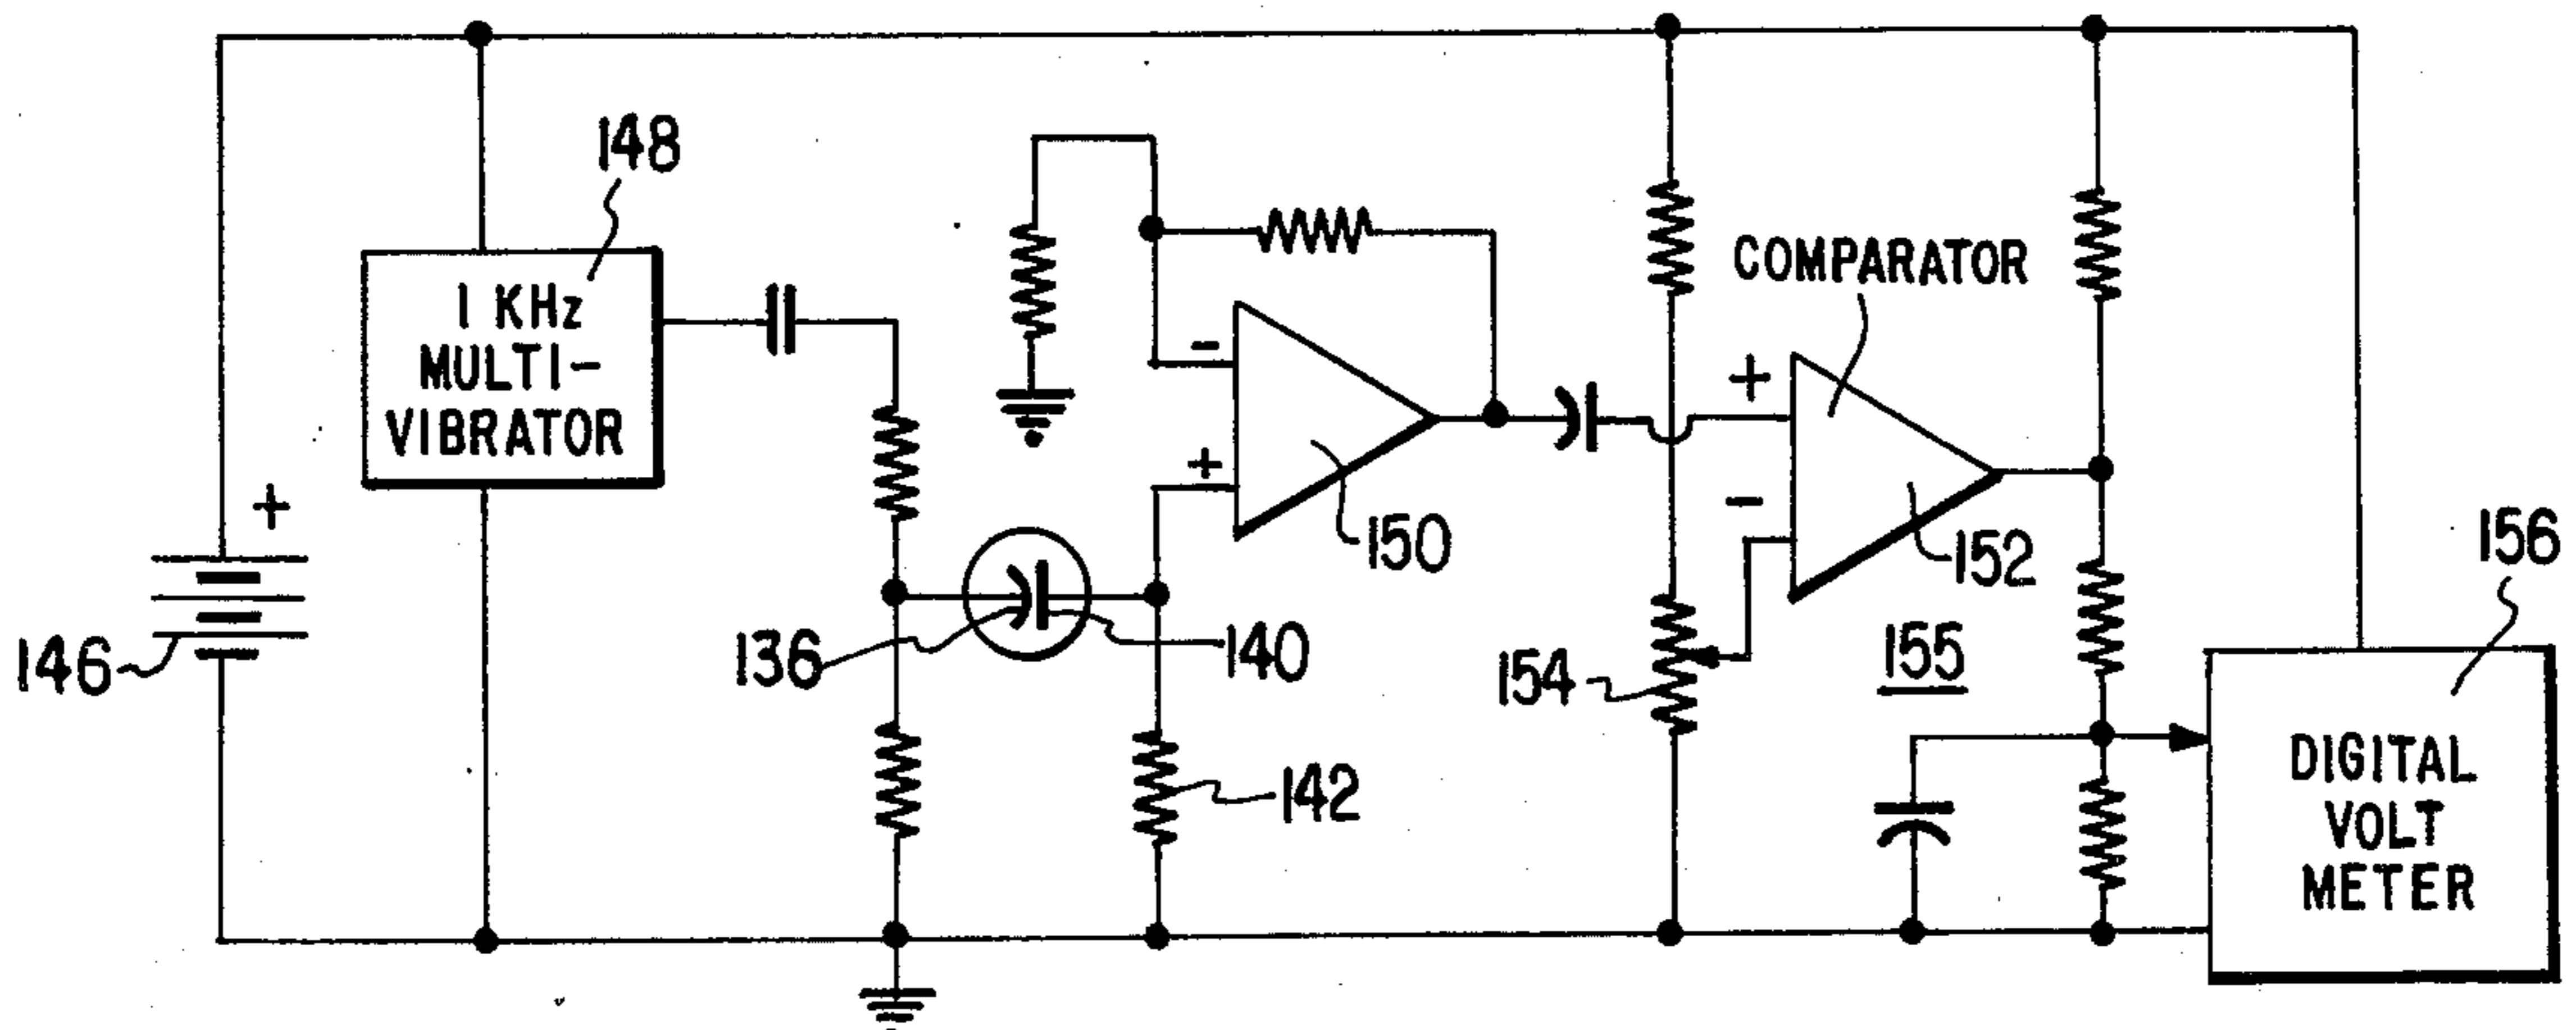 148
1 KHz
MULTI-
VIBRATOR
+
146
136
140
142
-
+
150
COMPARATOR
+
-
152
154
155
156
DIGITAL
VOLT
METER